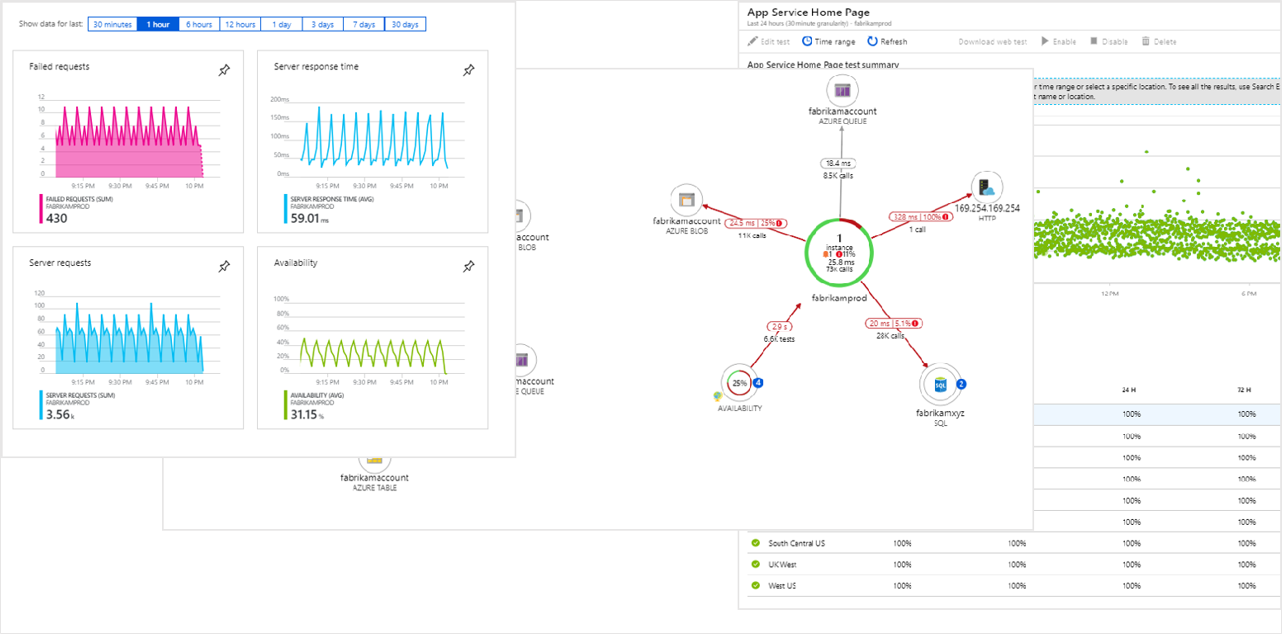 Show data for last:
30 minutes
1 hour
6 hours
12 hours
1 day
3 days
7 days
30 days
Failed requests
12
10
8
6
4
2
0
9:15 PM
9:30 PM
9:45 PM
10 PM
FAILED REQUESTS (SUM)
FABRIKAMPROD
430
Server response time
200ms
150ms
100ms
50ms
0ms
9:15 PM
9:30 PM
9:45 PM
10 PM
SERVER RESPONSE TIME (AVG)
FABRIKAMPROD
59.01 ms
Server requests
120
100
80
60
40
20
0
9:15 PM
9:30 PM
9:45 PM
10 PM
SERVER REQUESTS (SUM)
FABRIKAMPROD
3.56 k
Availability
100%
80%
60%
40%
20%
0%
9:15 PM
9:30 PM
9:45 PM
10 PM
AVAILABILITY (AVG)
FABRIKAMPROD
31.15 %
account
BLOB
maccount
E QUEUE
fabrikamaccount
AZURE TABLE
fabrikamaccount
AZURE QUEUE
18.4 ms
8.5K calls
fabrikamaccount
AZURE BLOB
24.5 ms | 25%
11K calls
328 ms | 100%
1 call
169.254.169.254
HTTP
1
instance
1 11%
25.8 ms
73K calls
fabrikamprod
2.9 s
6.6K tests
25%
4
AVAILABILITY
20 ms | 5.1%
28K calls
SQL
2
fabrikamxyz
SQL
App Service Home Page
Last 24 hours (30 minute granularity) - fabrikamprod
Edit test
Time range
Refresh
Download web test
Enable
Disable
Delete
App Service Home Page test summary
r time range or select a specific location. To see all the results, use Search E
t name or location.
12PM
6 PM
24 H
72 H
100%
100%
100%
100%
100%
100%
100%
100%
100%
100%
100%
100%
South Central US
100%
100%
100%
100%
UK West
100%
100%
100%
100%
West US
100%
100%
100%
100%